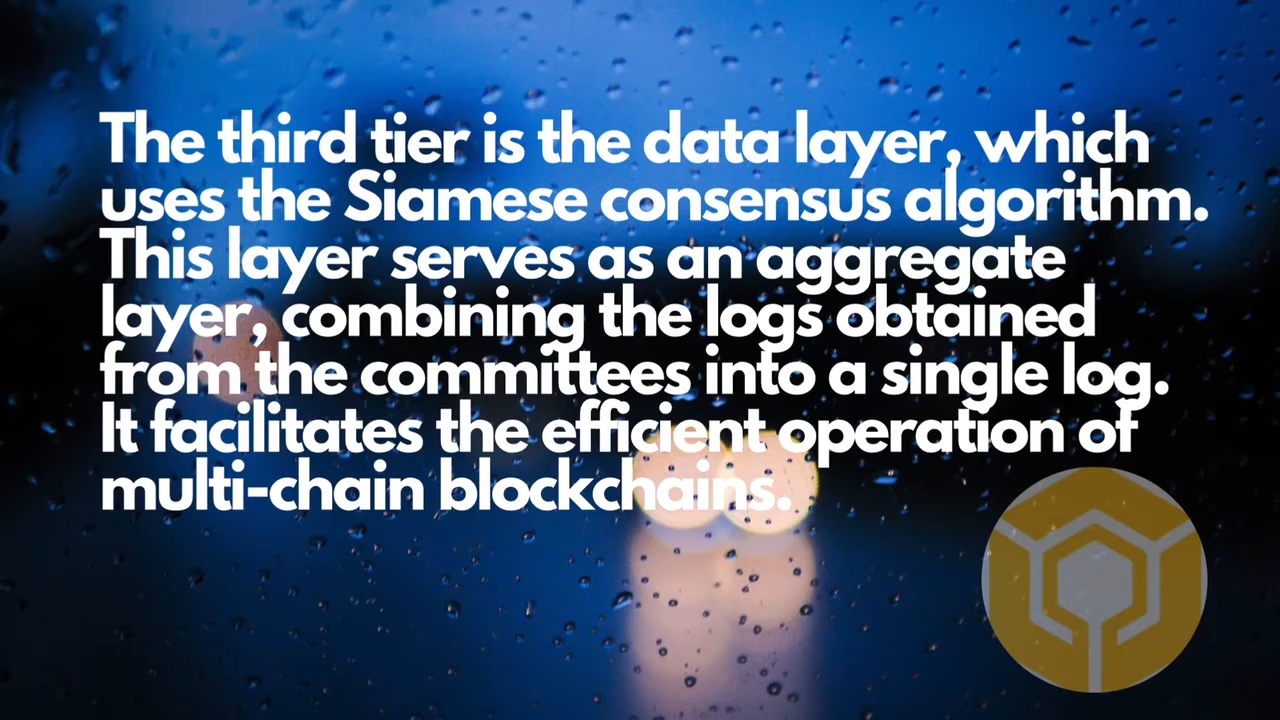 The third tier is the data layer, which
uses the Siamese consensus algorithm.
This layer serves as an aggregate
layer, combining the logs obtained
from the committees into a single log.
It facilitates the efficient operation of
multi-chain blockchains.